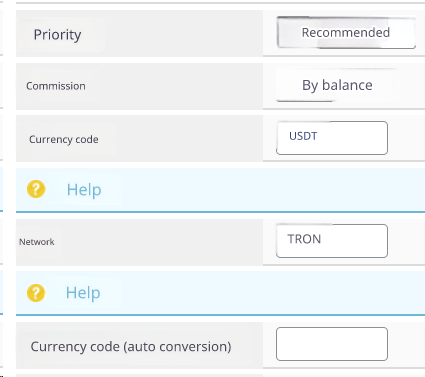 Priority
Recommended
Commission
By balance
Currency code
USDT
? Help
Network
TRON
? Help
Currency code (auto conversion)